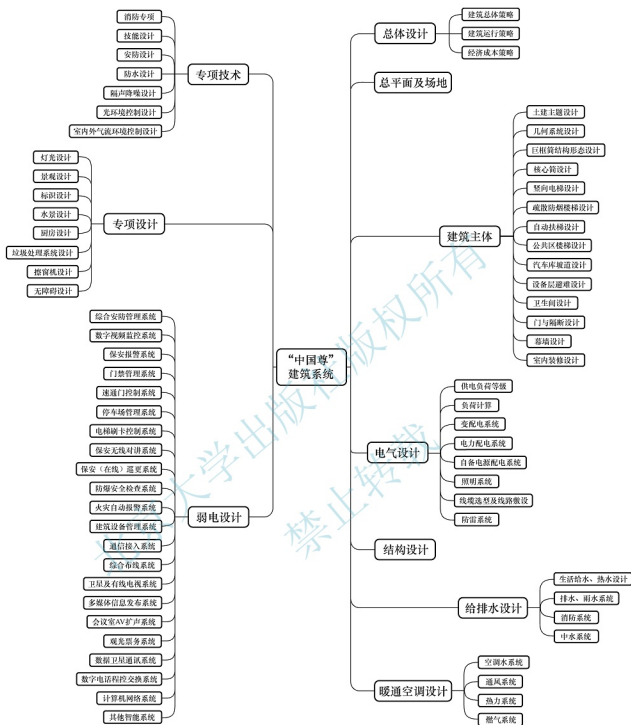 消防专项
技能设计
安防设计
防水设计
隔声降噪设计
光环境控制设计
室内外气流环境控制设计
专项技术
灯光设计
景观设计
标识设计
水景设计
厨房设计
垃圾处理系统设计
擦窗机设计
无障碍设计
专项设计
综合安防管理系统
数字视频监控系统
保安报警系统
门禁管理系统
速通门控制系统
停车场管理系统
电梯刷卡控制系统
保安无线对讲系统
保安（在线）巡更系统
防爆安全检查系统
火灾自动报警系统
建筑设备管理系统
通信接入系统
综合布线系统
卫星及有线电视系统
多媒体信息发布系统
会议室AV扩声系统
观光票务系统
数据卫星通讯系统
数字电话程控交换系统
计算机网络系统
其他智能系统
弱电设计
“中国尊”
建筑系统
总体设计
建筑总体策略
建筑运行策略
经济成本策略
总平面及场地
建筑主体
土建主题设计
几何系统设计
巨框筒结构形态设计
核心筒设计
竖向电梯设计
疏散防烟楼梯设计
自动扶梯设计
公共区楼梯设计
汽车库坡道设计
设备层避难设计
卫生间设计
门与隔断设计
幕墙设计
室内装修设计
电气设计
供电负荷等级
负荷计算
变配电系统
电力配电系统
自备电源配电系统
照明系统
线缆选型及线路敷设
防雷系统
结构设计
给排水设计
生活给水、热水设计
排水、雨水系统
消防系统
中水系统
暖通空调设计
空调水系统
通风系统
热力系统
燃气系统
大学出版社版权所有
禁止转载